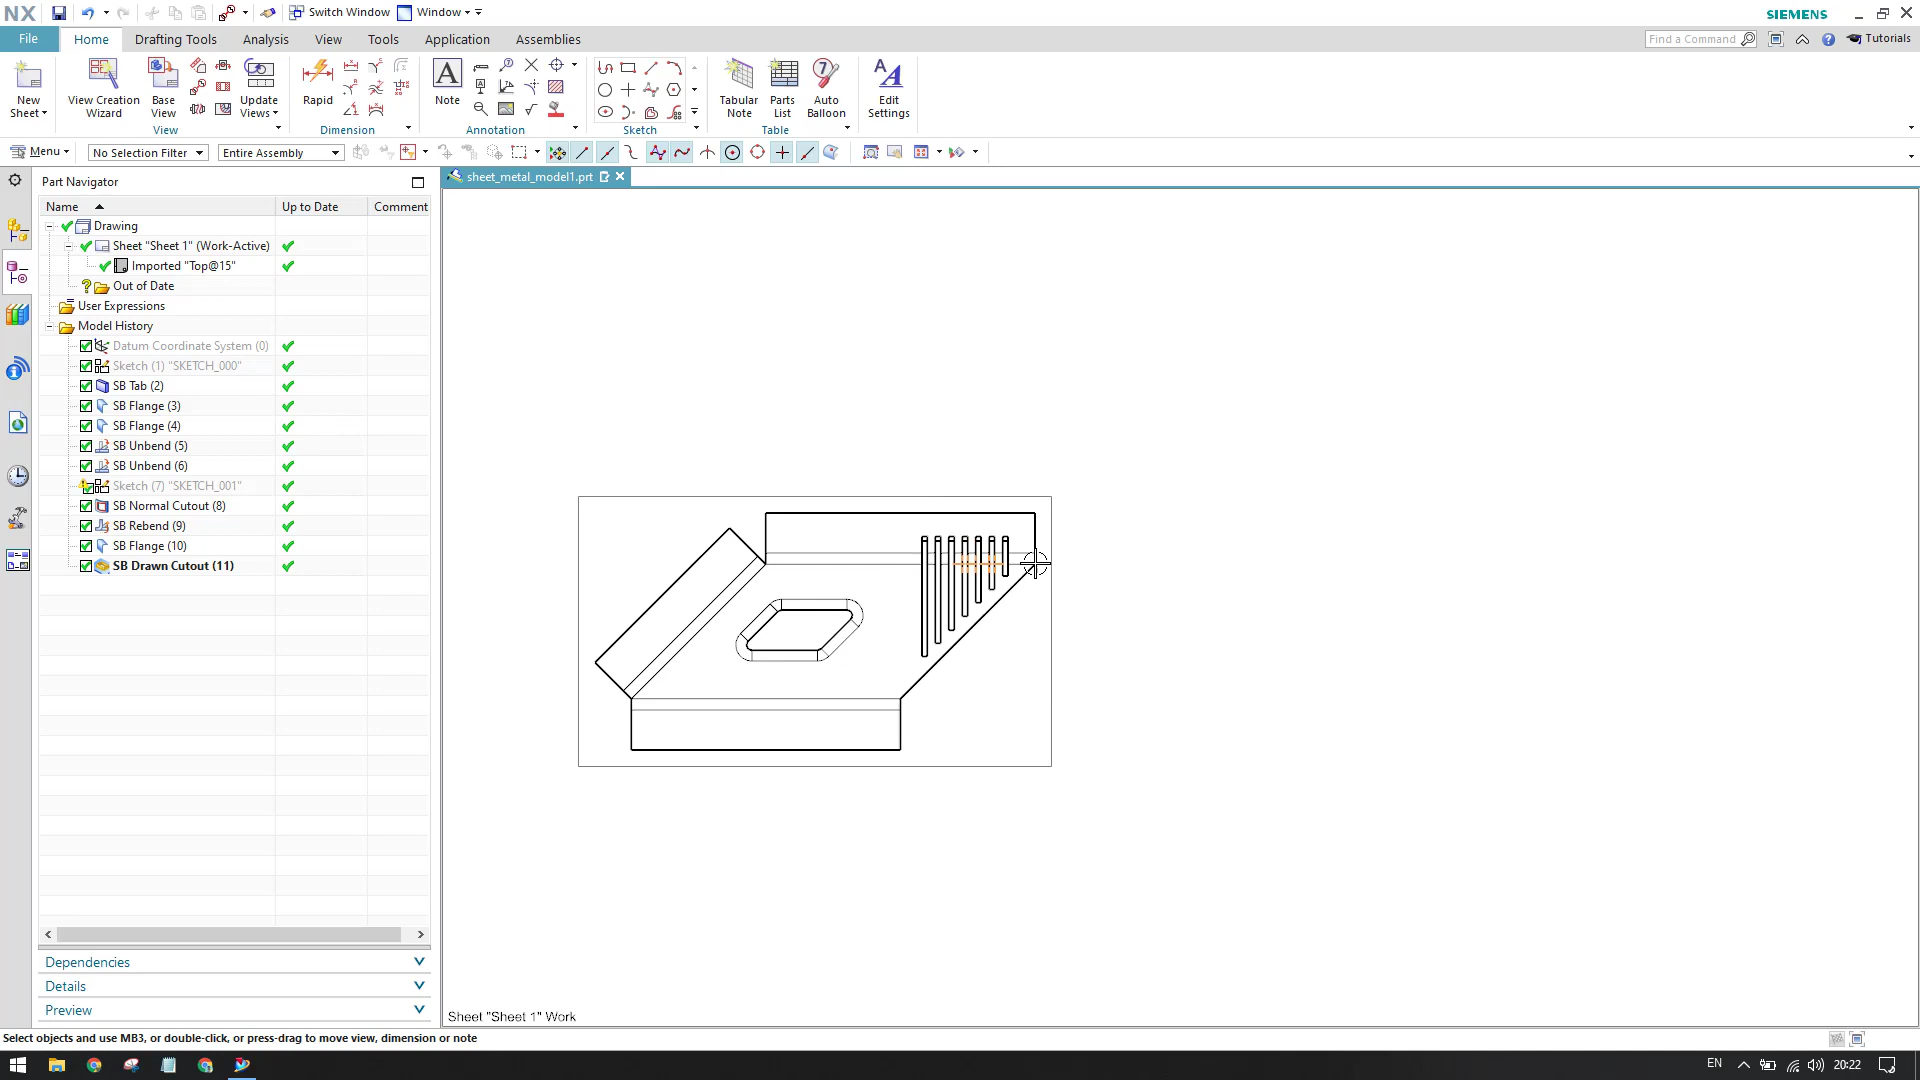 NX
Switch Window
Window
SIEMENS
File
Home
Drafting Tools
Analysis
View
Tools
Application
Assemblies
Find a Command
Tutorials
New
Sheet
View Creation
Wizard
Base
View
Update
Views
View
Rapid
Dimension
A
Note
Annotation
Sketch
Tabular
Note
Parts
List
7
Auto
Balloon
Table
A
Edit
Settings
Menu
No Selection Filter
Entire Assembly
Part Navigator
sheet_metal_model1.prt
Name
Up to Date
Comment
Drawing
Sheet "Sheet 1" (Work-Active)
Imported "Top@15"
Out of Date
User Expressions
Model History
Datum Coordinate System (0)
Sketch (1) "SKETCH_000"
SB Tab (2)
SB Flange (3)
SB Flange (4)
SB Unbend (5)
SB Unbend (6)
Sketch (7) "SKETCH_001"
SB Normal Cutout (8)
SB Rebend (9)
SB Flange (10)
SB Drawn Cutout (11)
Dependencies
Details
Preview
Sheet "Sheet 1" Work
Select objects and use MB3, or double-click, or press-drag to move view, dimension or note
EN
20:22